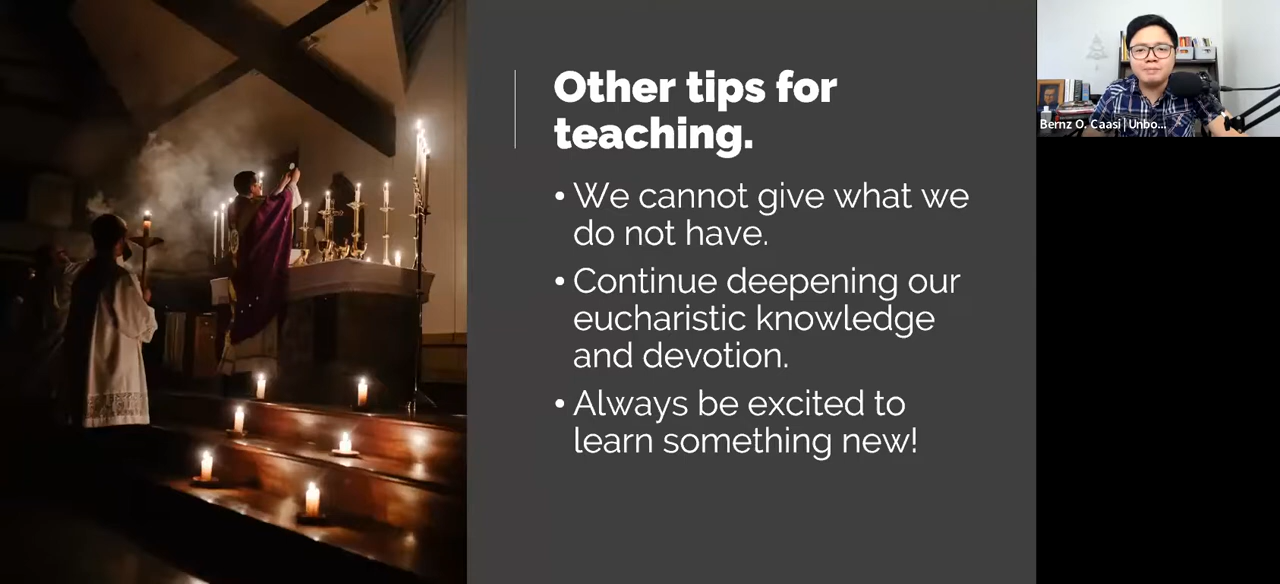 Other tips for
teaching.
• We cannot give what we
do not have.
• Continue deepening our
eucharistic knowledge
and devotion.
• Always be excited to
learn something new!
Bernz O. Caasi | Unbo...